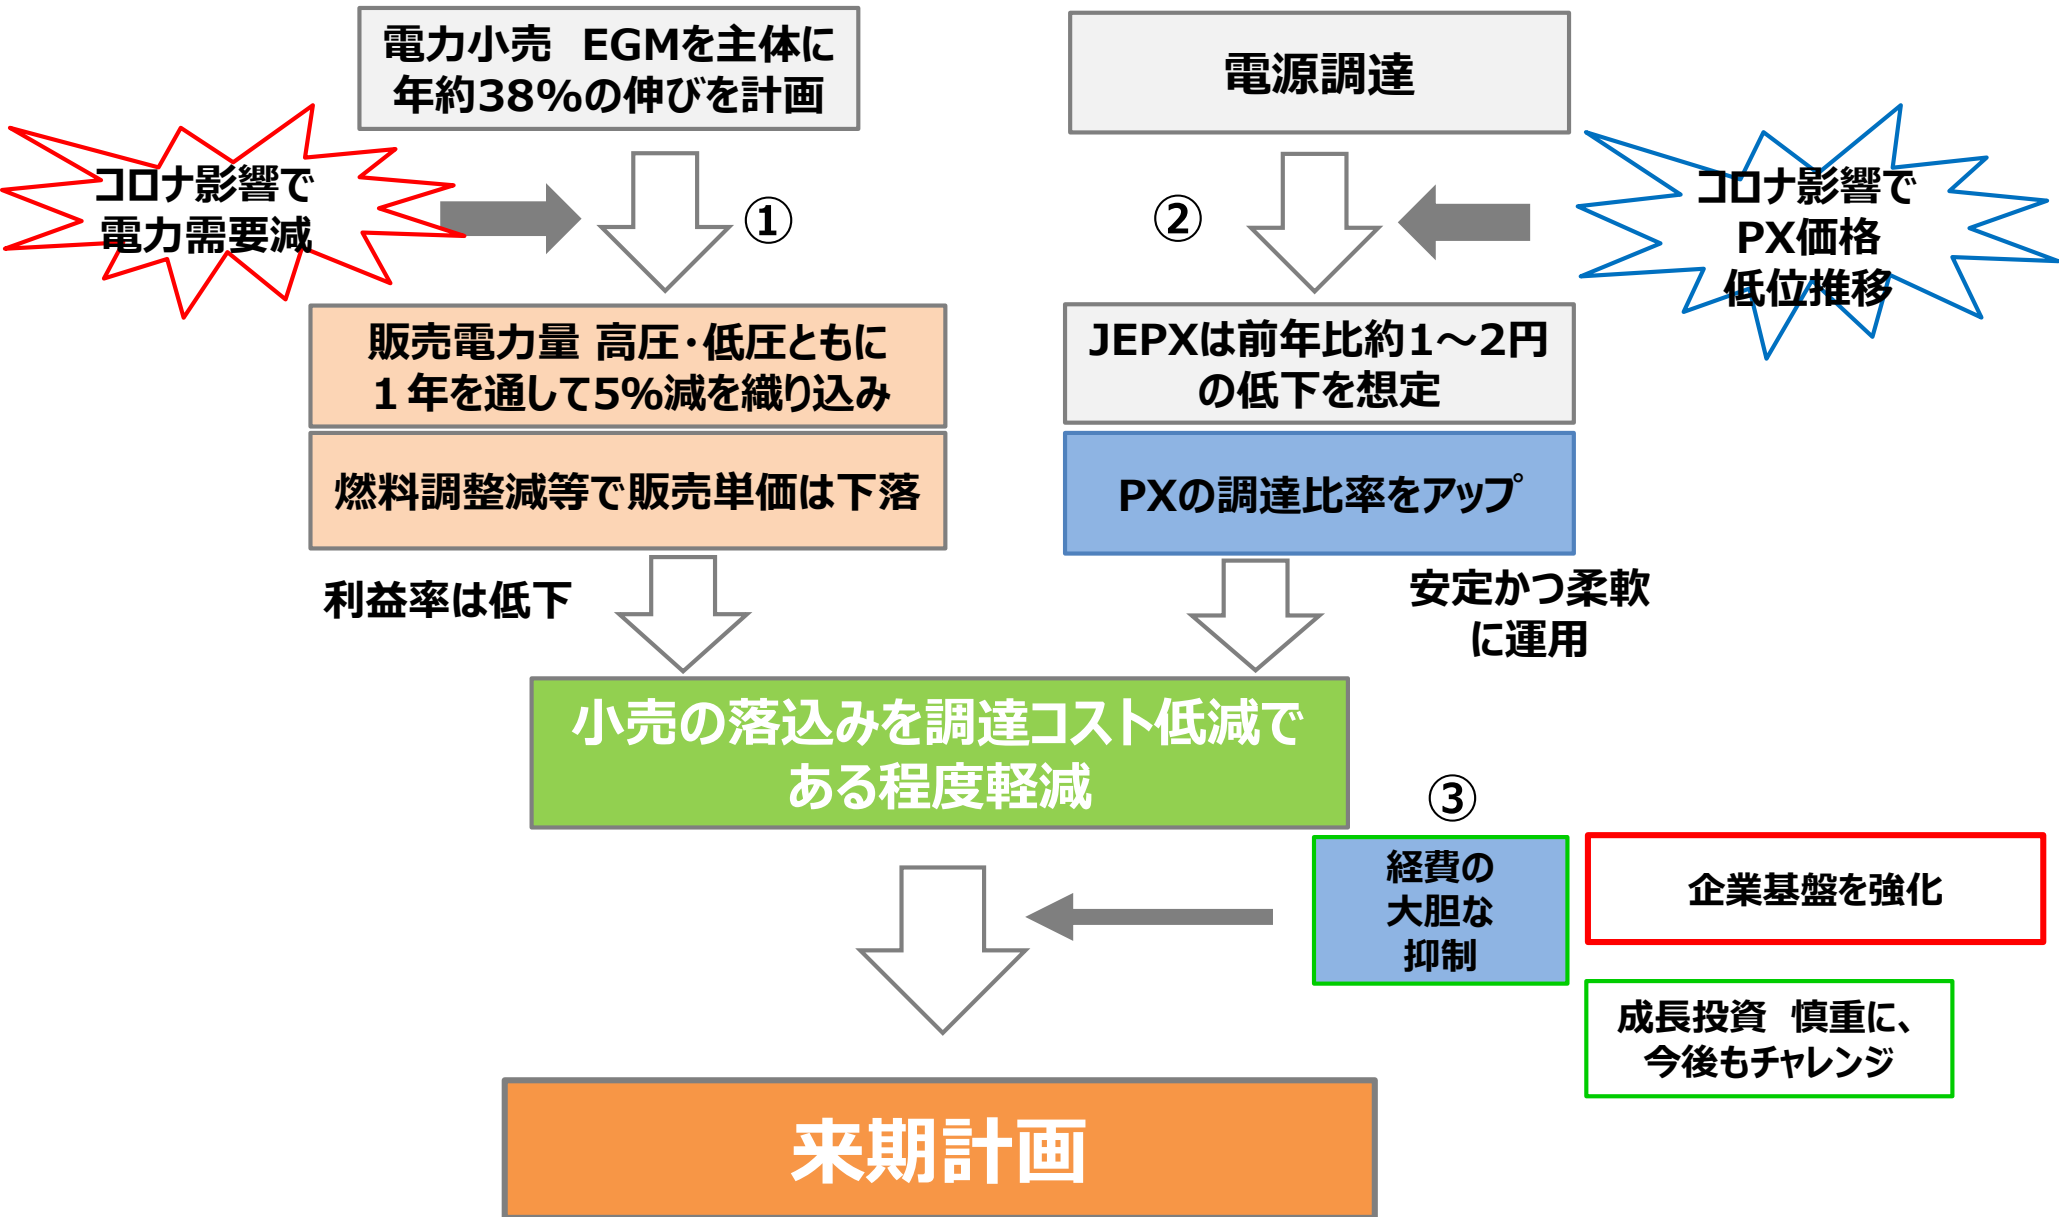 電力小売　EGMを主体に
年約38%の伸びを計画
電源調達
コロナ影響で
電力需要減
①
②
コロナ影響で
PX価格
低位推移
販売電力量 高圧・低圧ともに
１年を通して5%減を織り込み
JEPXは前年比約1～2円
の低下を想定
燃料調整減等で販売単価は下落
PXの調達比率をアップ
利益率は低下
安定かつ柔軟
に運用
小売の落込みを調達コスト低減で
ある程度軽減
③
経費の
大胆な
抑制
企業基盤を強化
成長投資　慎重に、
今後もチャレンジ
来期計画